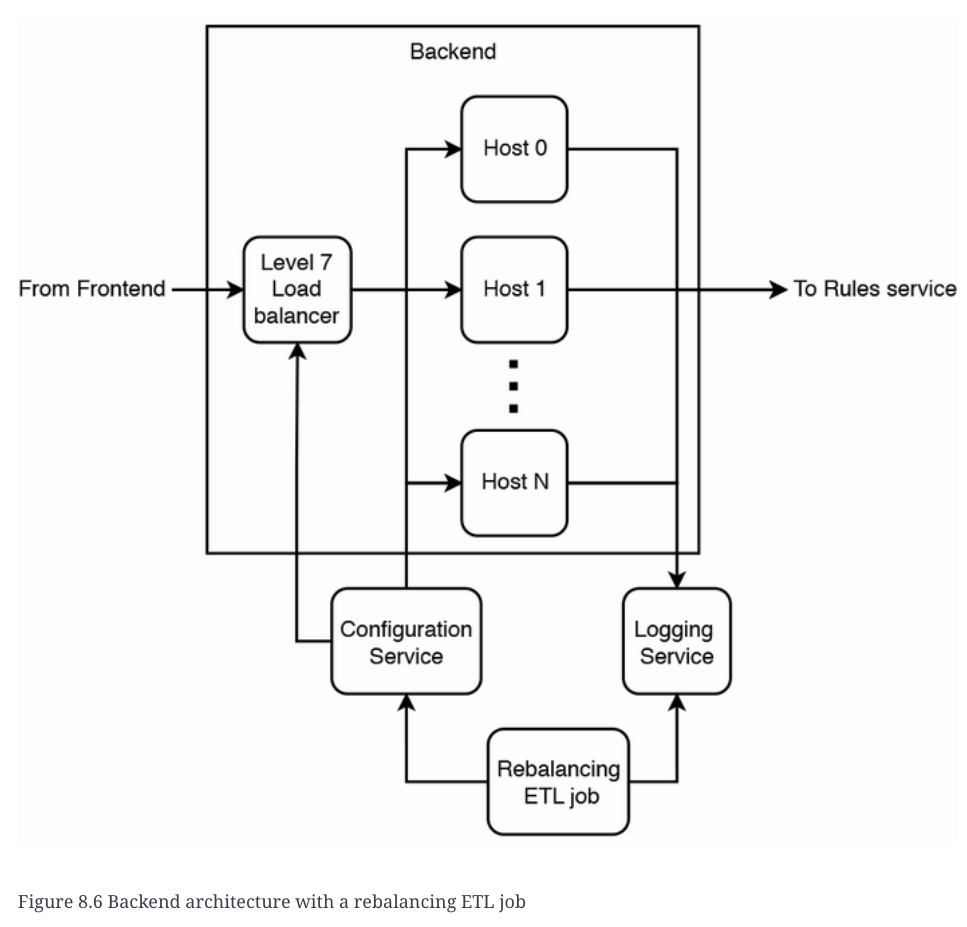 Backend
Host 0
From Frontend
Level 7
Load
balancer
Host 1
To Rules service
Host N
Configuration
Service
Logging
Service
Rebalancing
ETL job
Figure 8.6 Backend architecture with a rebalancing ETL job